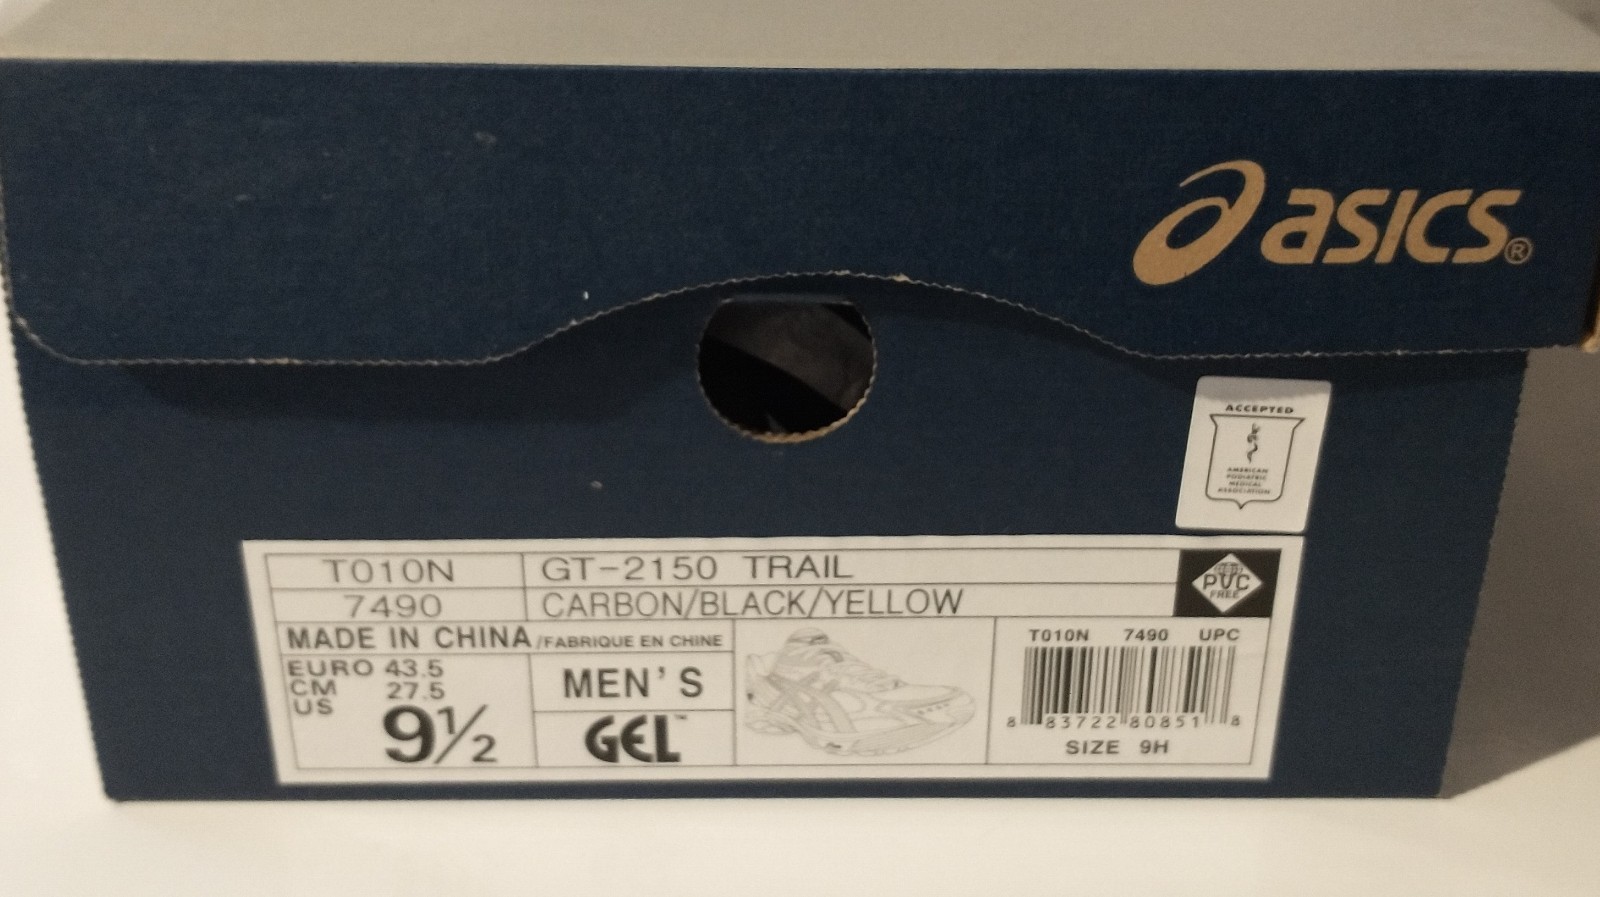 asics®
ACCEPTED
AMERICAN
PODIATRIC
MEDICAL
ASSOCIATION
T010N GT-2150 TRAIL
7490 CARBON/BLACK/YELLOW
PVC
FREE
MADE IN CHINA/FABRIQUE EN CHINE
EURO 43.5
CM 27.5
US 9½
MEN'S
GEL™
T010N 7490 UPC
8 83722 80851 8
SIZE 9H